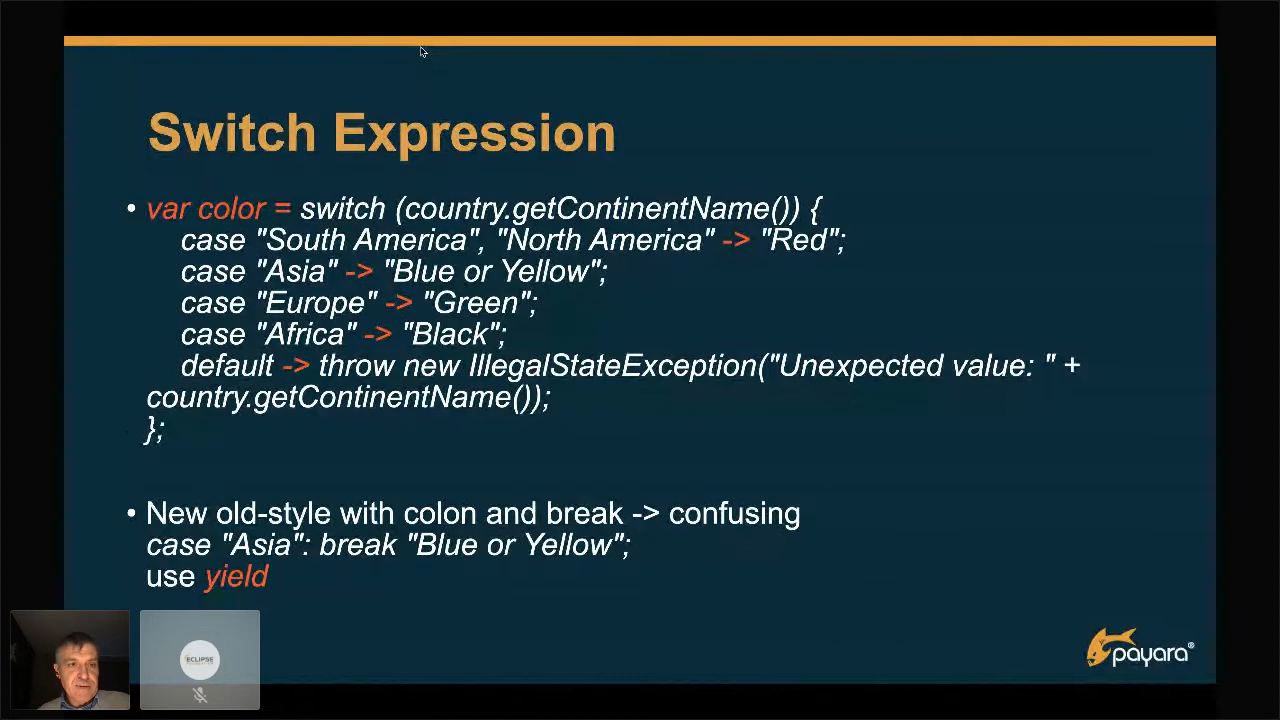 Switch Expression
• var color = switch (country.getContinentName()) {
case "South America", "North America" -> "Red";
case "Asia" -> "Blue or Yellow";
case "Europe" -> "Green";
case "Africa" -> "Black";
default -> throw new IllegalStateException("Unexpected value: " +
country.getContinentName());
};
• New old-style with colon and break -> confusing
case "Asia": break "Blue or Yellow";
use yield
ECLIPSE
payara®